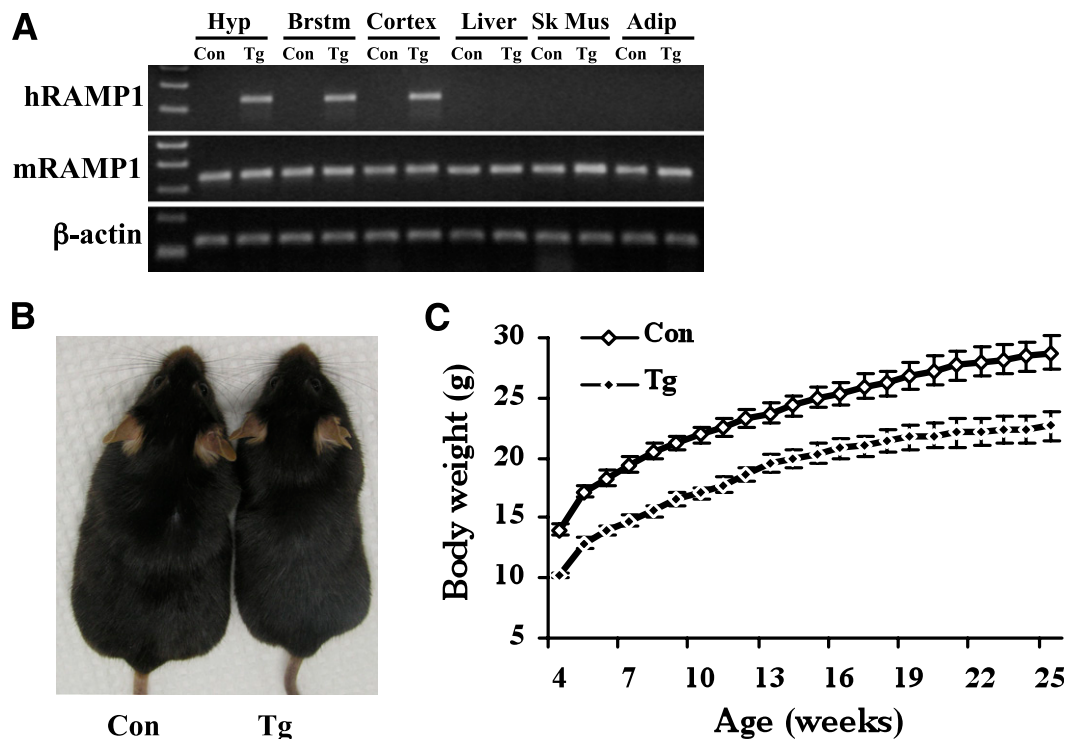 A
Hyp Brstm Cortex Liver Sk Mus Adip
Con Tg Con Tg Con Tg Con Tg Con Tg Con Tg
hRAMP1
mRAMP1
β-actin
B
Con Tg
C
Con
Tg
Body weight (g)
30
25
20
15
10
5
4 7 10 13 16 19 22 25
Age (weeks)